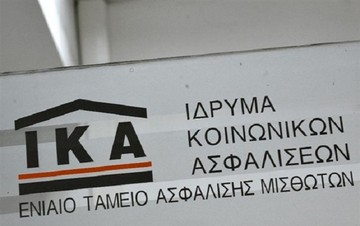 ΙΚΑ
ΙΔΡΥΜΑ
ΚΟΙΝΩΝΙΚΩΝ
ΑΣΦΑΛΙΣΕΩΝ
ΕΝΙΑΙΟ ΤΑΜΕΙΟ ΑΣΦΑΛΙΣΗΣ ΜΙΣΘΩΤΩΝ